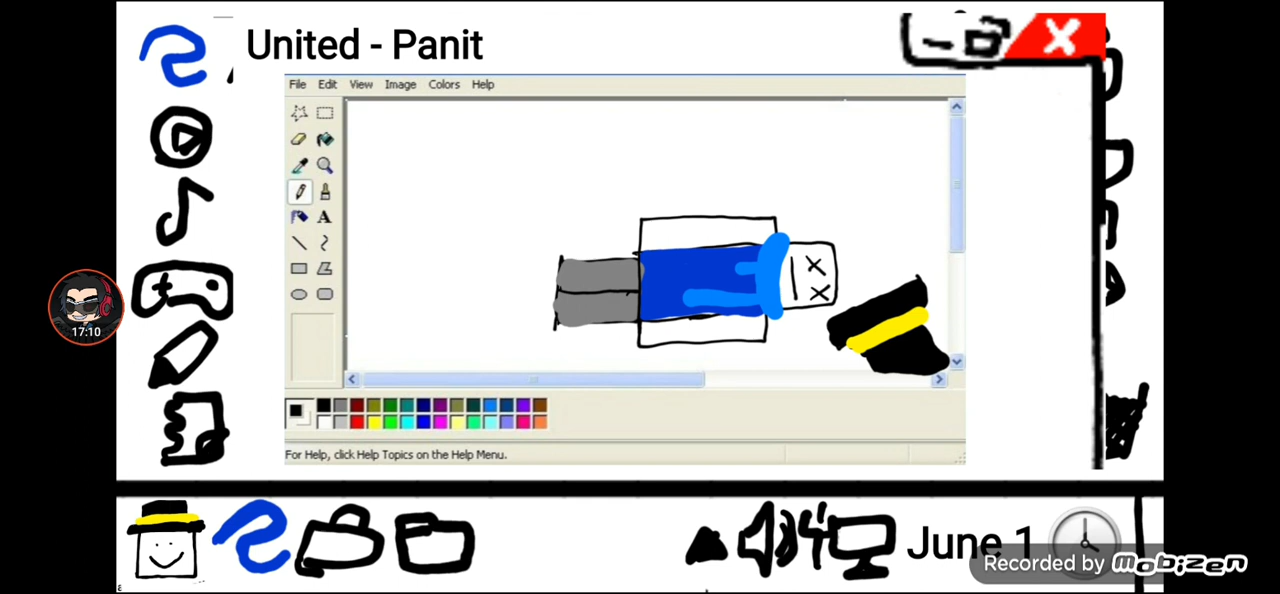 United - Panit
File Edit View Image Colors Help
A
17:10
For Help, click Help Topics on the Help Menu.
June 1
Recorded by Mobizen